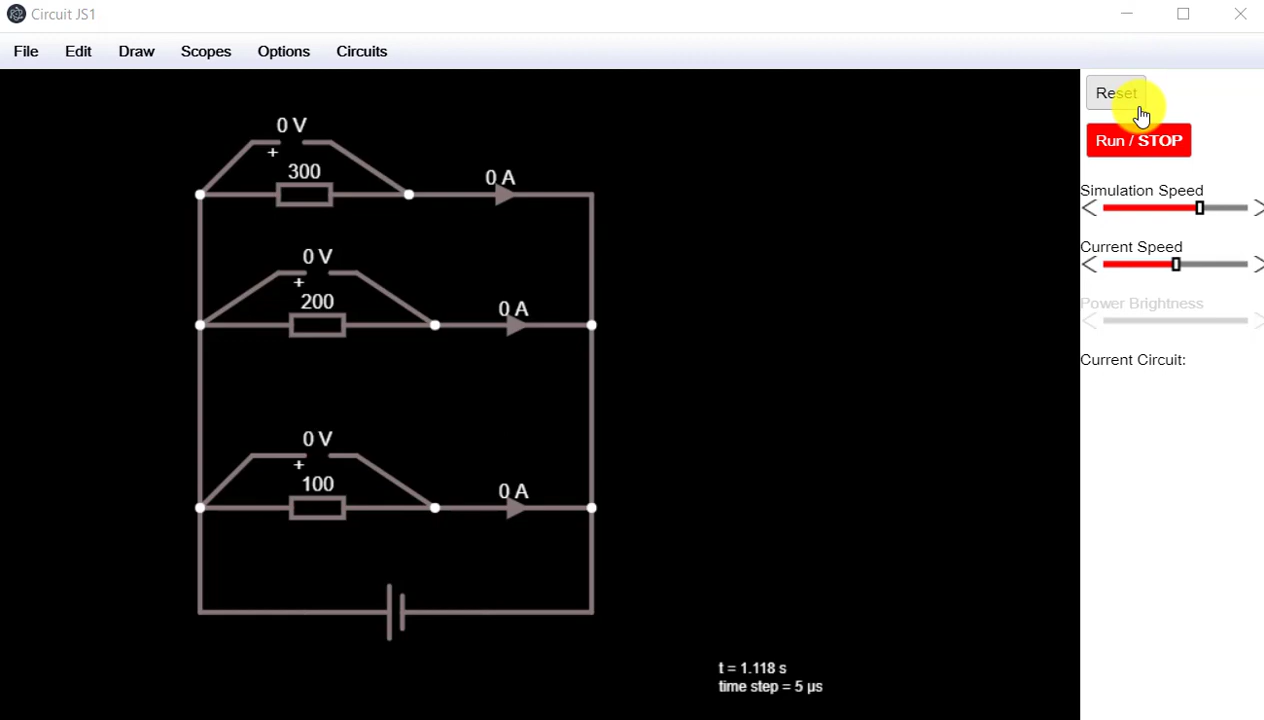 Circuit JS1
File Edit Draw Scopes Options Circuits
Reset
Run / STOP
Simulation Speed
Current Speed
Power Brightness
Current Circuit:
0 V
+
300
0 A
0 V
+
200
0 A
0 V
+
100
0 A
t = 1.118 s
time step = 5 µs